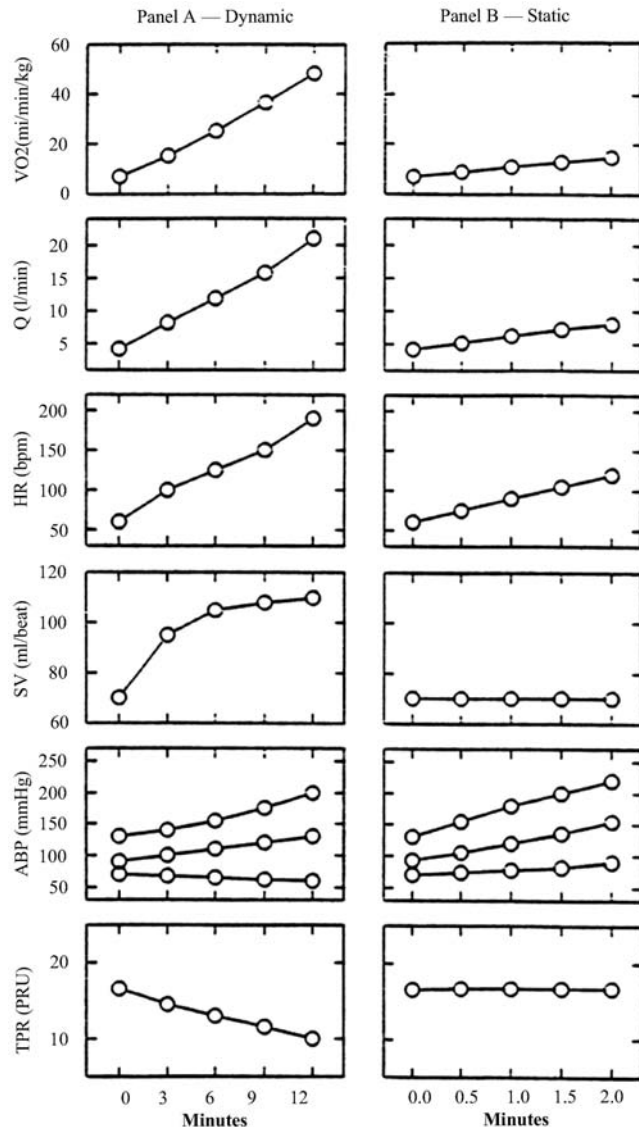 Panel A — Dynamic
Panel B — Static
VO2(mi/min/kg)
60
40
20
0
Q (l/min)
20
15
10
5
HR (bpm)
200
150
100
50
SV (ml/beat)
120
100
80
60
ABP (mmHg)
250
200
150
100
50
TPR (PRU)
20
10
0 3 6 9 12
Minutes
0.0 0.5 1.0 1.5 2.0
Minutes